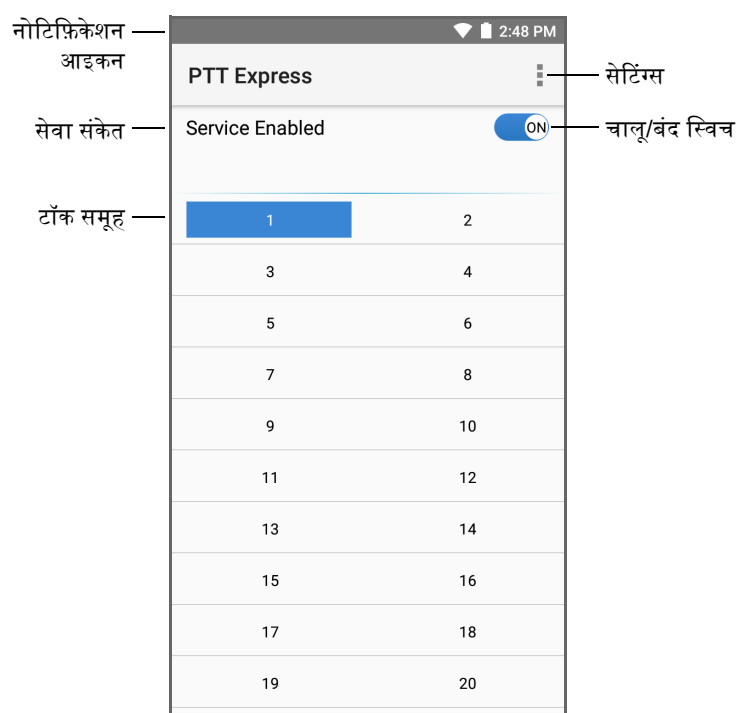 नोटिफ़िकेशन
आइकन
2:48 PM
PTT Express
सेटिंग्स
सेवा संकेत
Service Enabled
ON
चालू/बंद स्विच
टॉक समूह
1 2
3 4
5 6
7 8
9 10
11 12
13 14
15 16
17 18
19 20